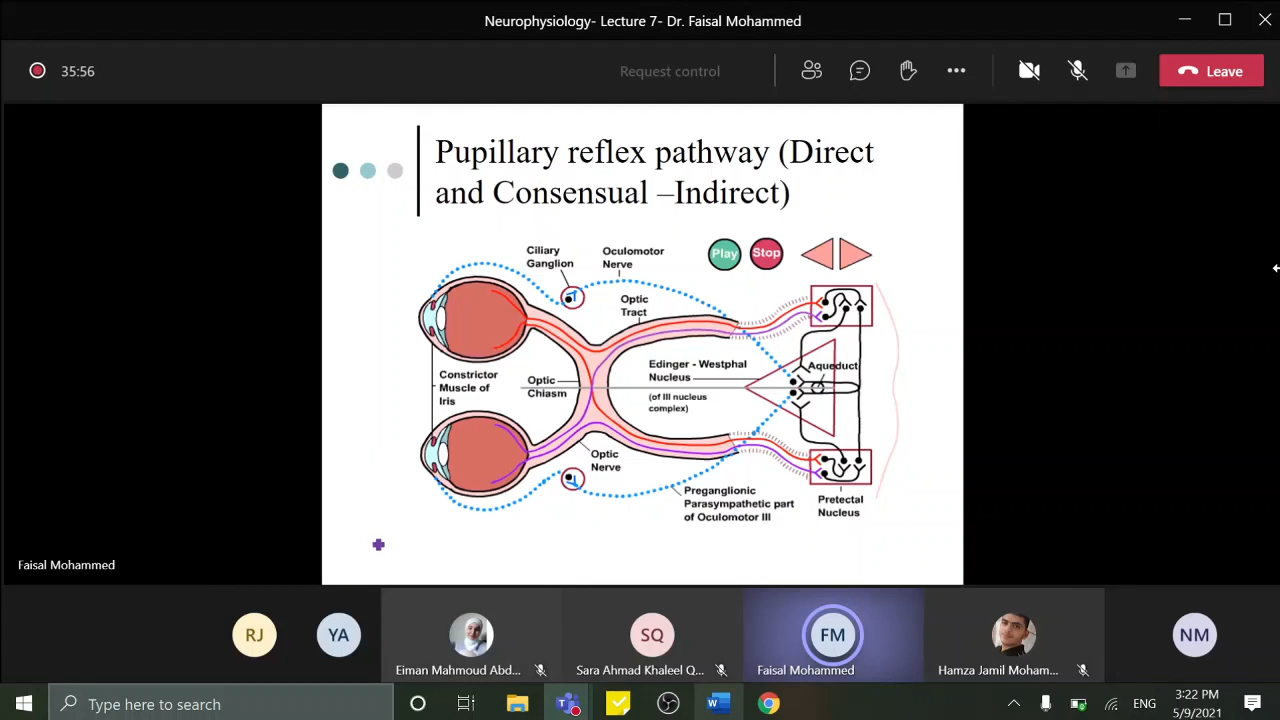 Neurophysiology- Lecture 7- Dr. Faisal Mohammed
35:56
Request control
Leave
Pupillary reflex pathway (Direct
and Consensual –Indirect)
Ciliary
Ganglion
Oculomotor
Nerve
Play
Stop
Optic
Tract
Edinger - Westphal
Nucleus
(of III nucleus
complex)
Aqueduct
Constrictor
Muscle of
Iris
Optic
Chiasm
Optic
Nerve
Preganglionic
Parasympathetic part
of Oculomotor III
Pretectal
Nucleus
Faisal Mohammed
RJ
YA
Eiman Mahmoud Abd...
SQ
Sara Ahmad Khaleel Q...
FM
Faisal Mohammed
Hamza Jamil Moham...
NM
Type here to search
ENG
3:22 PM
5/9/2021